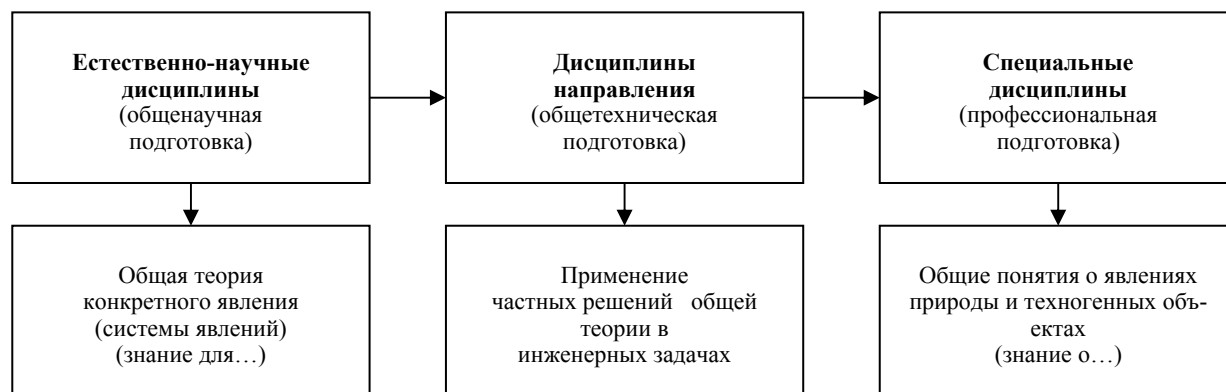 Естественно-научные
дисциплины
(общенаучная
подготовка)
Дисциплины
направления
(общетехническая
подготовка)
Специальные
дисциплины
(профессиональная
подготовка)
Общая теория
конкретного явления
(системы явлений)
(знание для…)
Применение
частных решений общей
теории в
инженерных задачах
Общие понятия о явлениях
природы и техногенных объ-
ектах
(знание о…)